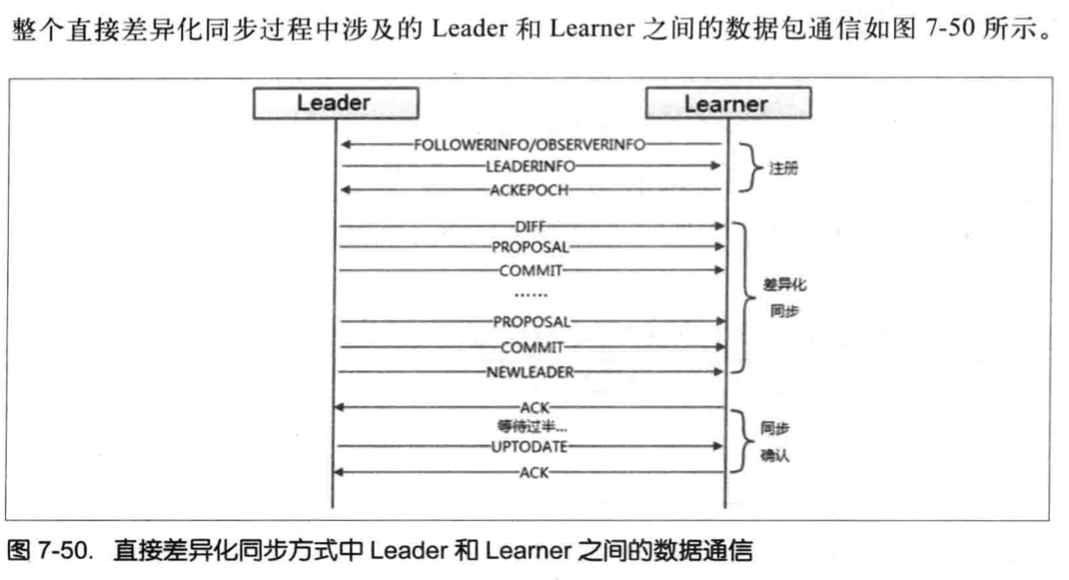 整个直接差异化同步过程中涉及的 Leader 和 Learner 之间的数据包通信如图 7-50 所示。
Leader
Learner
FOLLOWERINFO/OBSERVERINFO
LEADERINFO
注册
ACKEPOCH
DIFF
PROPOSAL
COMMIT
差异化
同步
……
PROPOSAL
COMMIT
NEWLEADER
ACK
等待过半...
同步
确认
UPTODATE
ACK
图 7-50. 直接差异化同步方式中 Leader 和 Learner 之间的数据通信